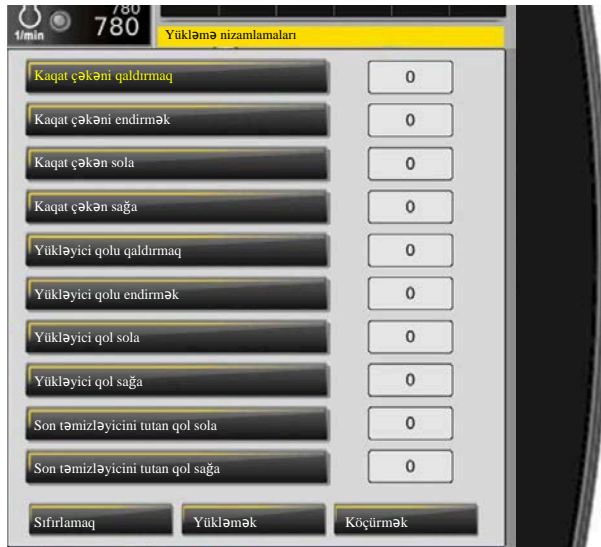 780
1/min 780
Yükləmə nizamlamaları
Kaqat çəkəni qaldırmaq 0
Kaqat çəkəni endirmək 0
Kaqat çəkən sola 0
Kaqat çəkən sağa 0
Yükləyici qolu qaldırmaq 0
Yükləyici qolu endirmək 0
Yükləyici qol sola 0
Yükləyici qol sağa 0
Son təmizləyicini tutan qol sola 0
Son təmizləyicini tutan qol sağa 0
Sıfırlamaq Yükləmək Köçürmək